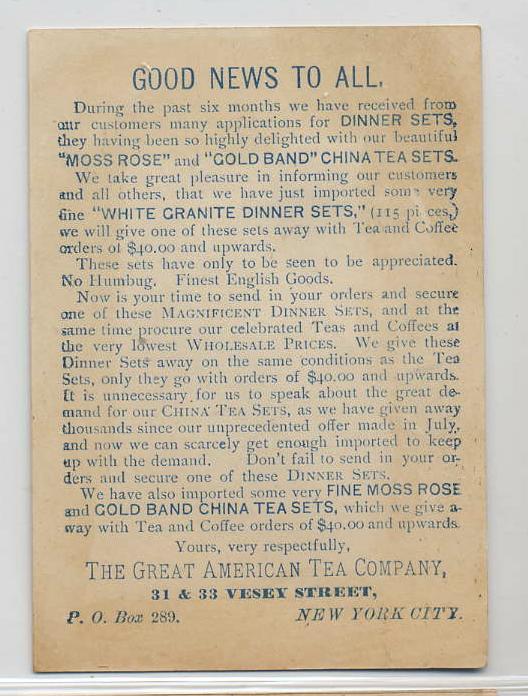 GOOD NEWS TO ALL.
During the past six months we have received from
our customers many applications for DINNER SETS,
they having been so highly delighted with our beautiful
"MOSS ROSE" and "GOLD BAND" CHINA TEA SETS.
We take great pleasure in informing our customers
and all others, that we have just imported some very
fine "WHITE GRANITE DINNER SETS," (115 pieces,)
we will give one of these sets away with Tea and Coffee
orders of $40.00 and upwards.
These sets have only to be seen to be appreciated.
No Humbug. Finest English Goods.
Now is your time to send in your orders and secure
one of these MAGNIFICENT DINNER SETS, and at the
same time procure our celebrated Teas and Coffees at
the very lowest WHOLESALE PRICES. We give these
Dinner Sets away on the same conditions as the Tea
Sets, only they go with orders of $40.00 and upwards.
It is unnecessary for us to speak about the great de-
mand for our CHINA TEA SETS, as we have given away
thousands since our unprecedented offer made in July,
and now we can scarcely get enough imported to keep
up with the demand. Don't fail to send in your or-
ders and secure one of these DINNER SETS.
We have also imported some very FINE MOSS ROSE
and GOLD BAND CHINA TEA SETS, which we give a-
way with Tea and Coffee orders of $40.00 and upwards.
Yours, very respectfully,
THE GREAT AMERICAN TEA COMPANY,
31 & 33 VESEY STREET,
P. O. Box 289. NEW YORK CITY.